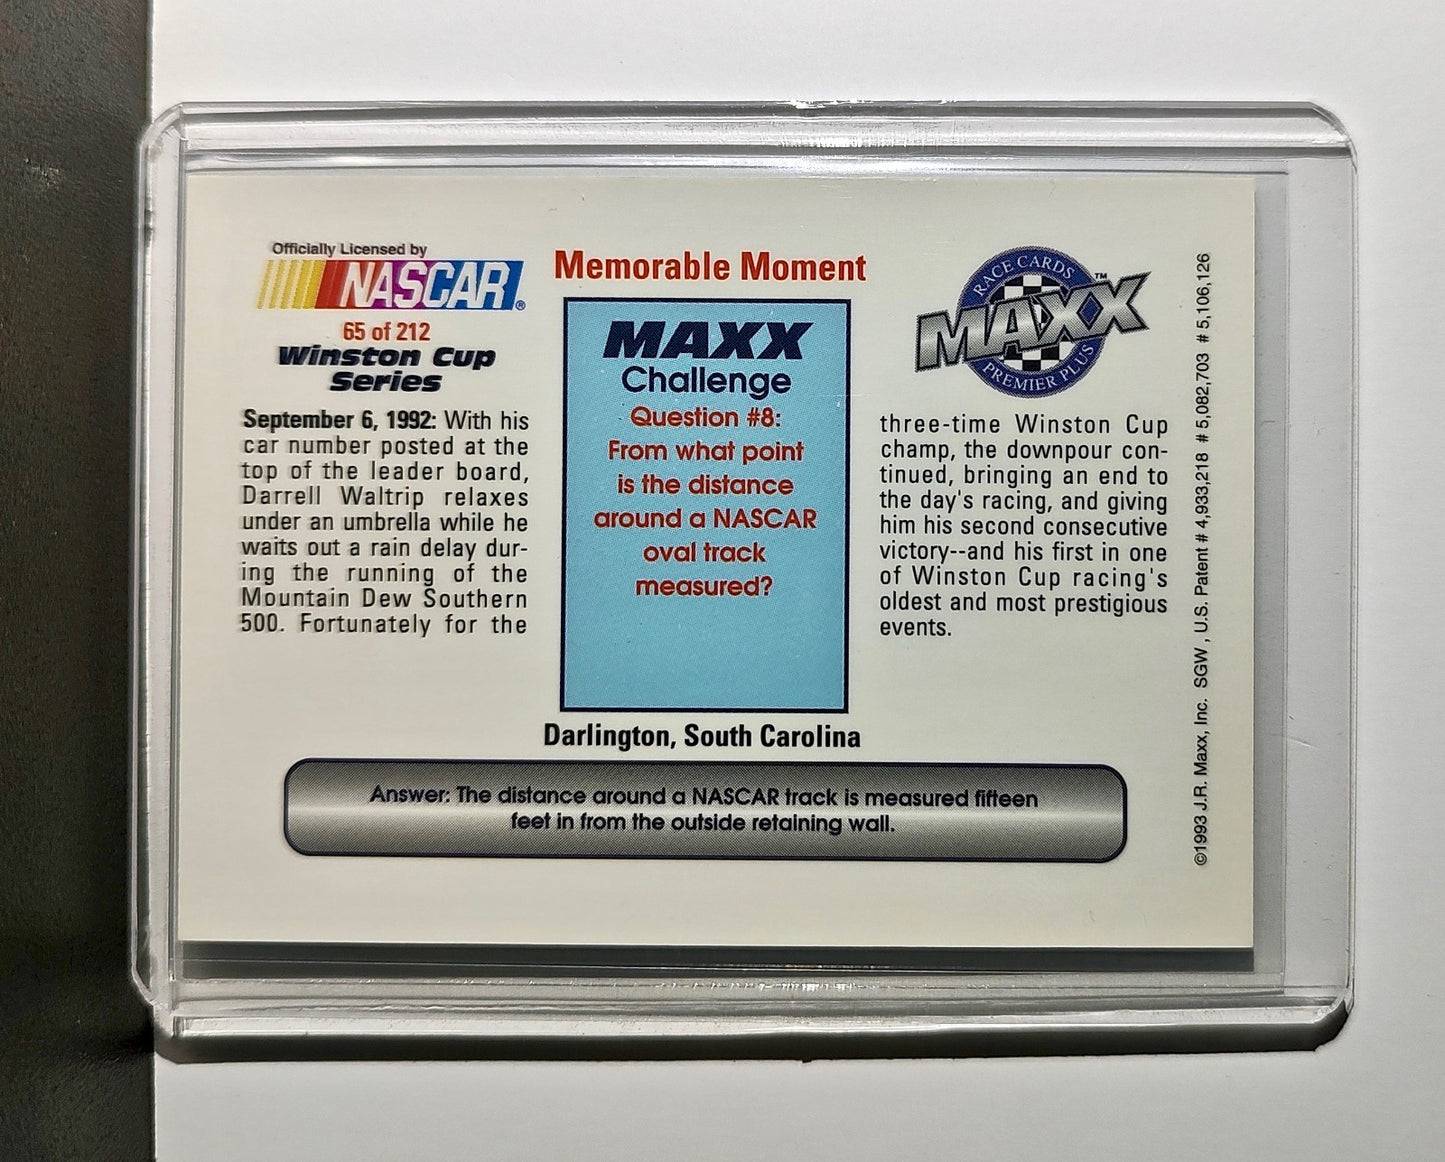 Officially Licensed by
NASCAR®
65 of 212
Winston Cup
Series
September 6, 1992: With his
car number posted at the
top of the leader board,
Darrell Waltrip relaxes
under an umbrella while he
waits out a rain delay dur-
ing the running of the
Mountain Dew Southern
500. Fortunately for the
Memorable Moment
MAXX
Challenge
Question #8:
From what point
is the distance
around a NASCAR
oval track
measured?
Darlington, South Carolina
RACE CARDS
MAXX™
PREMIER PLUS
three-time Winston Cup
champ, the downpour con-
tinued, bringing an end to
the day's racing, and giving
him his second consecutive
victory--and his first in one
of Winston Cup racing's
oldest and most prestigious
events.
Answer: The distance around a NASCAR track is measured fifteen
feet in from the outside retaining wall.
©1993 J.R. Maxx, Inc. SGW , U.S. Patent # 4,933,218 # 5,082,703 # 5,106,126